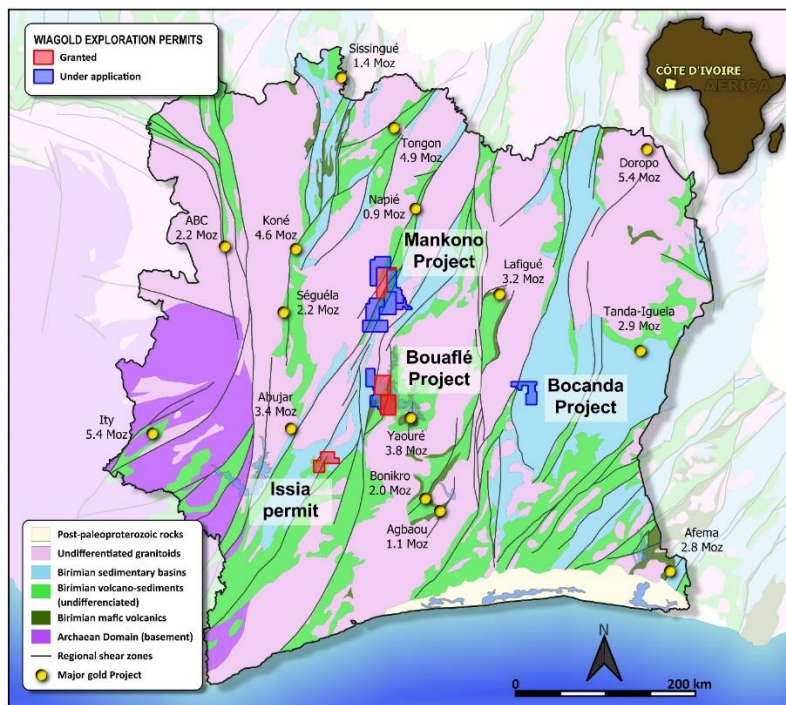 WIAGOLD EXPLORATION PERMITS
Granted
Under application
CÔTE D'IVOIRE
AFRICA
Sissingué
1.4 Moz
Tongon
4.9 Moz
Doropo
5.4 Moz
Napié
0.9 Moz
ABC
2.2 Moz
Koné
4.6 Moz
Mankono
Project
Lafigué
3.2 Moz
Séguéla
2.2 Moz
Tanda-Iguela
2.9 Moz
Bouaflé
Project
Bocanda
Project
Abujar
3.4 Moz
Ity
5.4 Moz
Yaouré
3.8 Moz
Issia
permit
Bonikro
2.0 Moz
Agbaou
1.1 Moz
Afema
2.8 Moz
Post-paleoproterozoic rocks
Undifferentiated granitoids
Birimian sedimentary basins
Birimian volcano-sediments
(undifferenciated)
Birimian mafic volcanics
Archaean Domain (basement)
Regional shear zones
Major gold Project
N
0 200 km